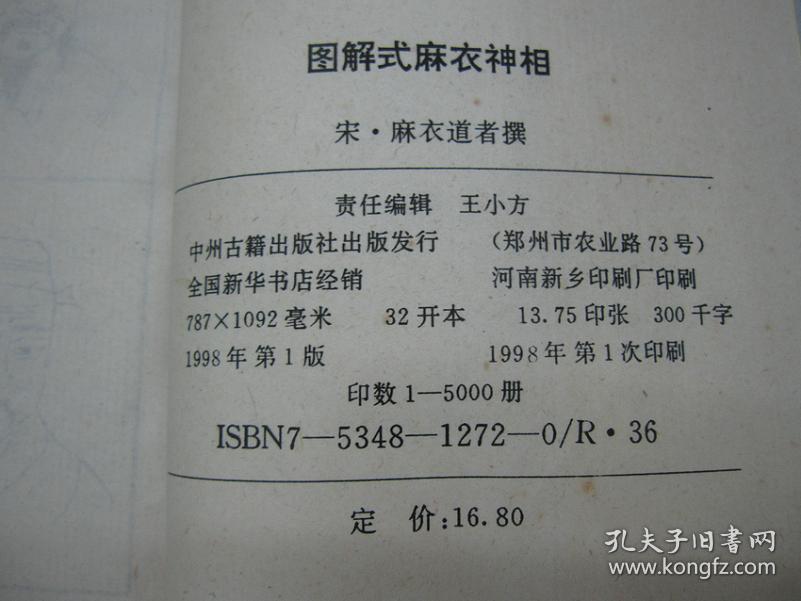 图解式麻衣神相
宋·麻衣道者撰
责任编辑 王小方
中州古籍出版社出版发行 （郑州市农业路73号）
全国新华书店经销 河南新乡印刷厂印刷
787×1092毫米 32开本 13.75印张 300千字
1998年第1版 1998年第1次印刷
印数1—5000册
ISBN7—5348—1272—0/R·36
定 价:16.80
孔夫子旧书网
www.kongfz.com